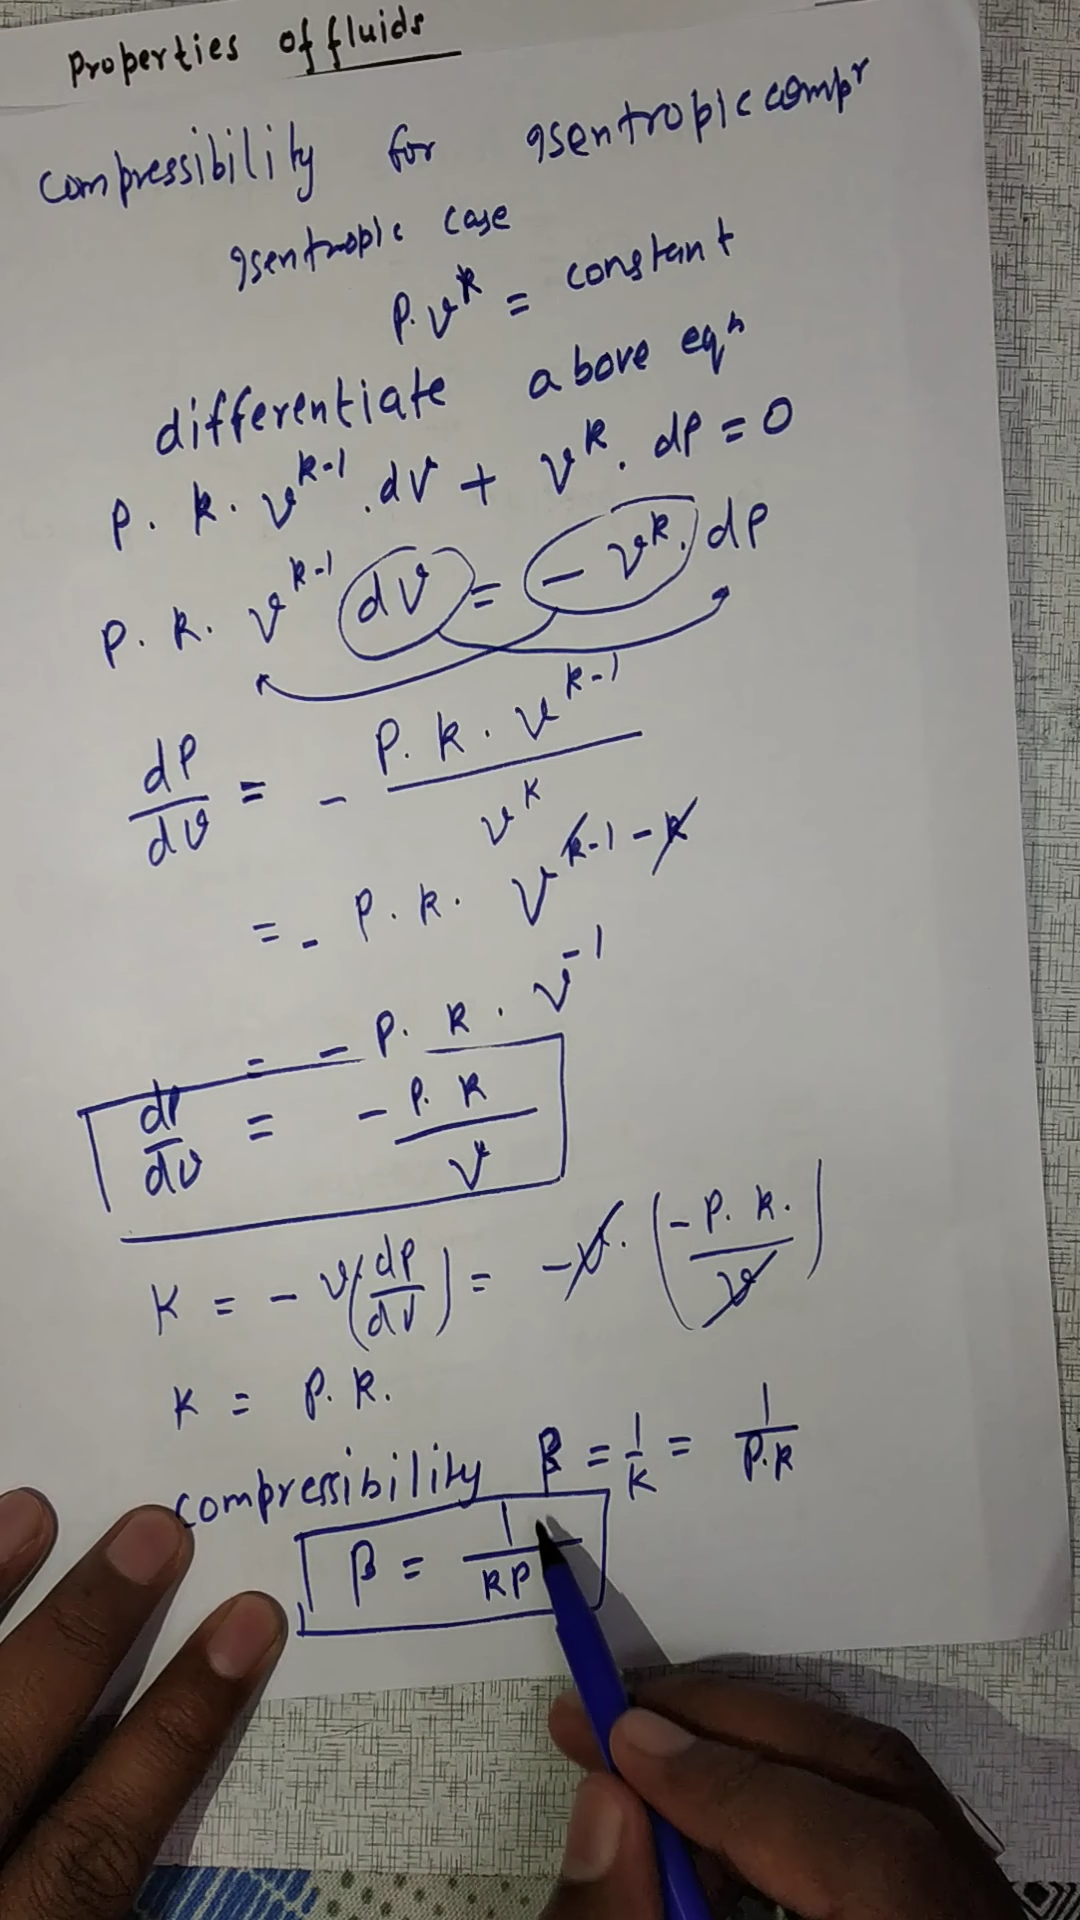 Properties of fluids
compressibility for isentropic compr
isentropic case
P. v^k = constant
differentiate above eqn
P. k. v^k-1 .dv + v^k. dP = 0
P. k. v^k-1 dv = - v^k. dP
dP/dv = - P. k. v^k-1 / v^k
= - P. k. v^k-1-k
= - P. k. v^-1
dP/dv = - P. k / v
K = - v(dP/dv) = - v. (-P. k. / v)
K = P. k.
compressibility β = 1/K = 1/P.k
β = 1/kP